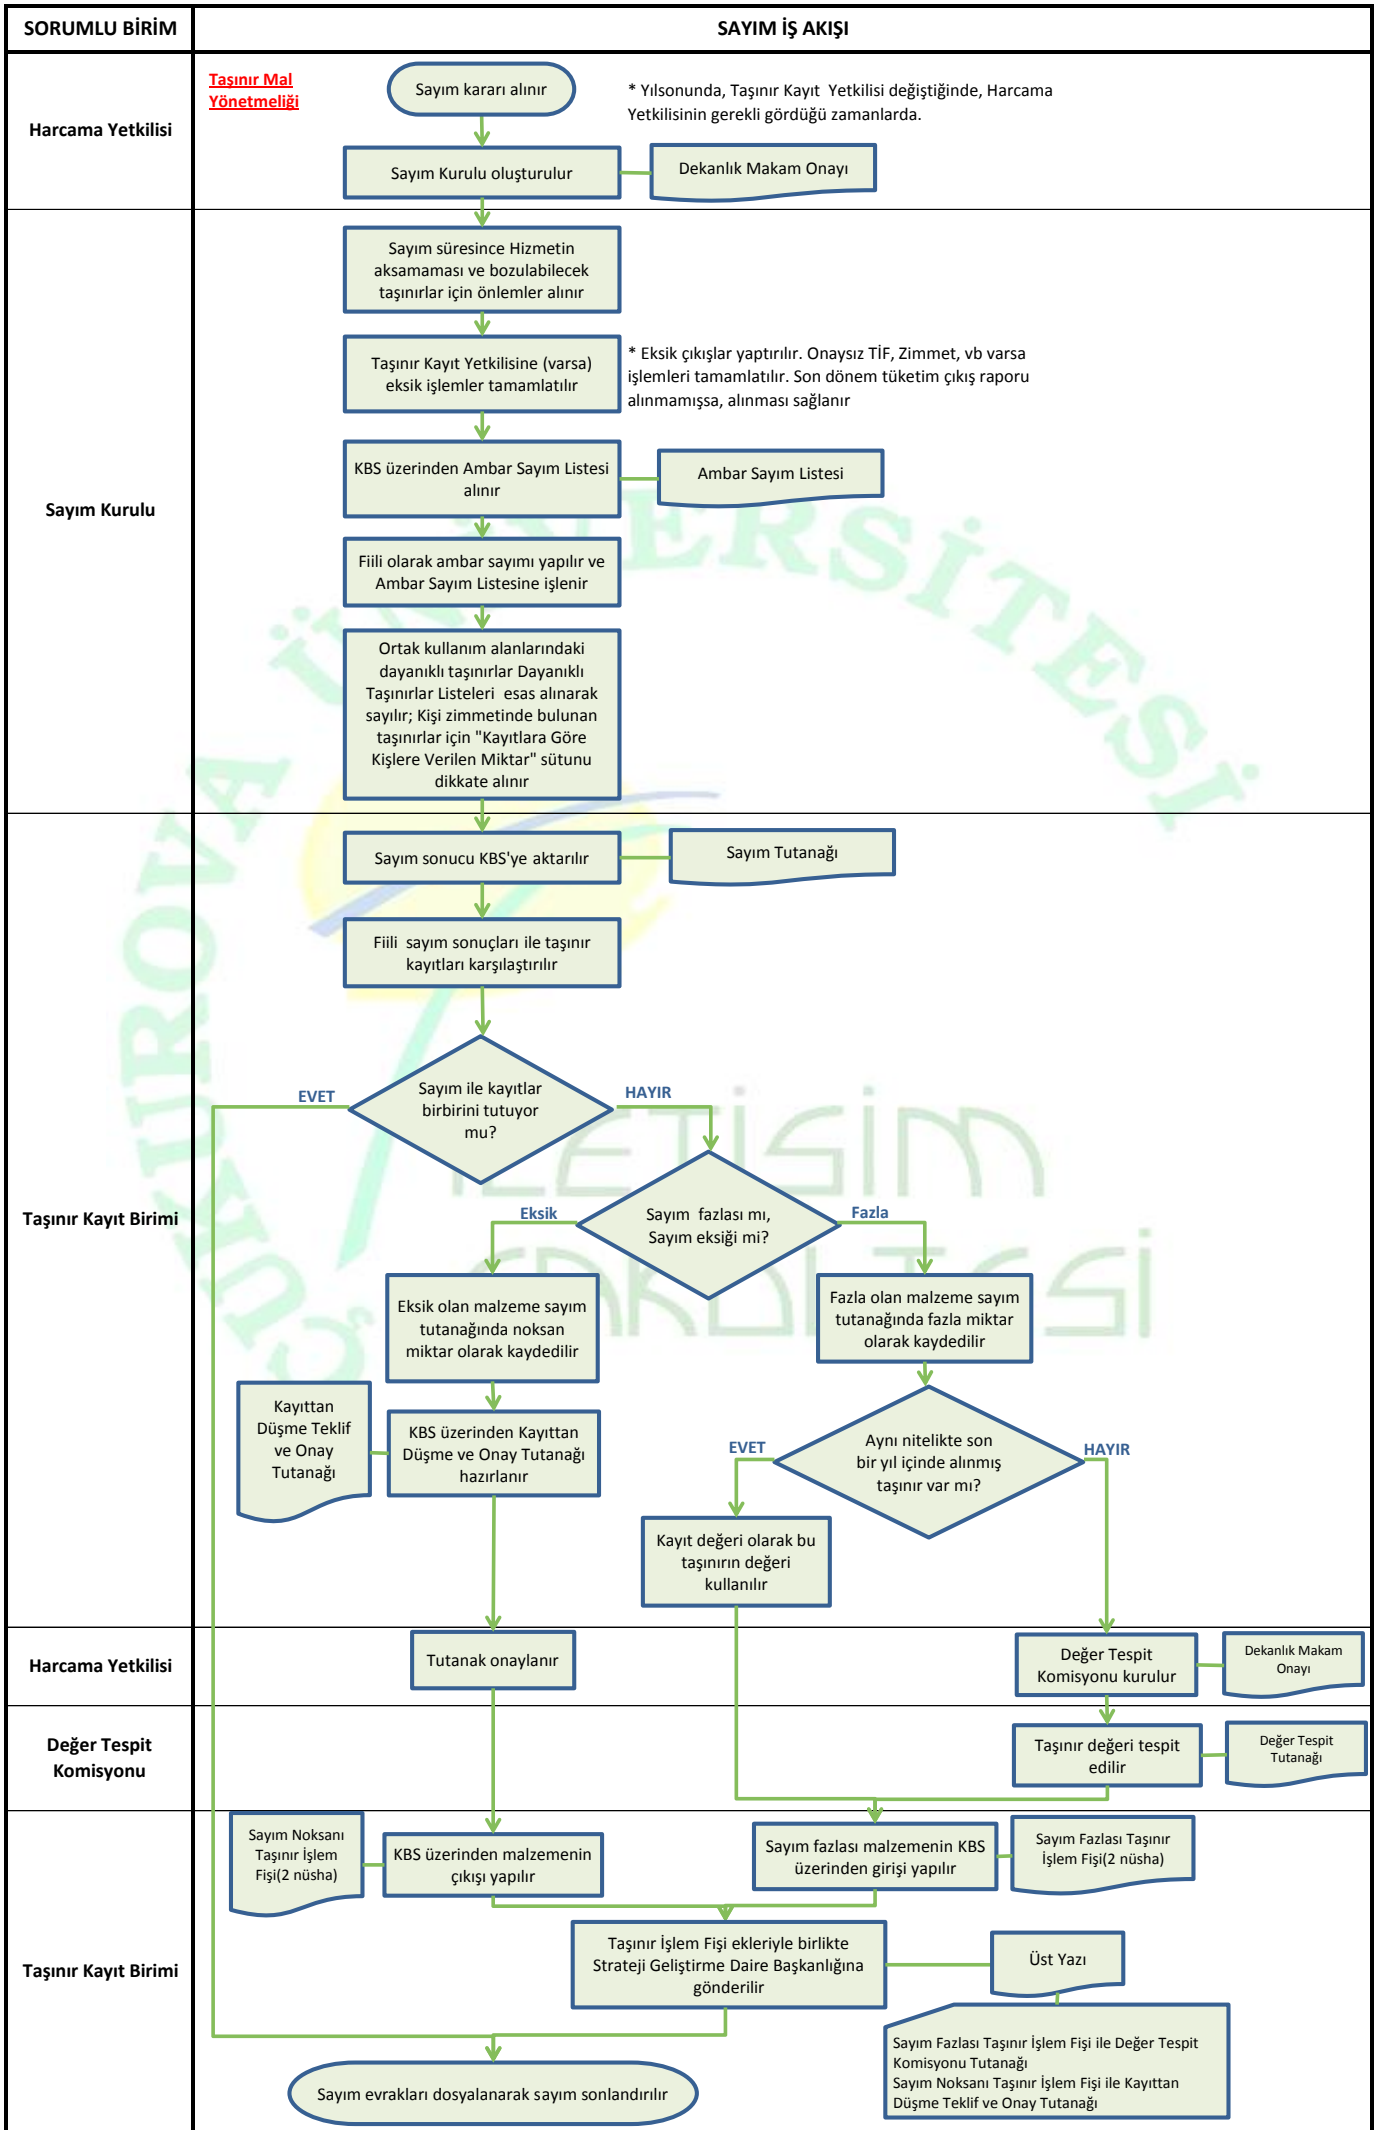 SORUMLU BİRİM
SAYIM İŞ AKIŞI
Harcama Yetkilisi
Taşınır Mal
Yönetmeliği
Sayım kararı alınır
* Yılsonunda, Taşınır Kayıt  Yetkilisi değiştiğinde, Harcama
Yetkilisinin gerekli gördüğü zamanlarda.
Sayım Kurulu oluşturulur
Dekanlık Makam Onayı
Sayım Kurulu
Sayım süresince Hizmetin
aksamaması ve bozulabilecek
taşınırlar için önlemler alınır
Taşınır Kayıt Yetkilisine (varsa)
eksik işlemler tamamlatılır
* Eksik çıkışlar yaptırılır. Onaysız TİF, Zimmet, vb varsa
işlemleri tamamlatılır. Son dönem tüketim çıkış raporu
alınmamışsa, alınması sağlanır
KBS üzerinden Ambar Sayım Listesi
alınır
Ambar Sayım Listesi
Fiili olarak ambar sayımı yapılır ve
Ambar Sayım Listesine işlenir
Ortak kullanım alanlarındaki
dayanıklı taşınırlar Dayanıklı
Taşınırlar Listeleri  esas alınarak
sayılır; Kişi zimmetinde bulunan
taşınırlar için "Kayıtlara Göre
Kişlere Verilen Miktar" sütunu
dikkate alınır
Taşınır Kayıt Birimi
Sayım sonucu KBS'ye aktarılır
Sayım Tutanağı
Fiili  sayım sonuçları ile taşınır
kayıtları karşılaştırılır
Sayım ile kayıtlar
birbirini tutuyor
mu?
EVET
HAYIR
Sayım  fazlası mı,
Sayım eksiği mi?
Eksik
Fazla
Eksik olan malzeme sayım
tutanağında noksan
miktar olarak kaydedilir
Fazla olan malzeme sayım
tutanağında fazla miktar
olarak kaydedilir
Kayıttan
Düşme Teklif
ve Onay
Tutanağı
KBS üzerinden Kayıttan
Düşme ve Onay Tutanağı
hazırlanır
EVET
Aynı nitelikte son
bir yıl içinde alınmış
taşınır var mı?
HAYIR
Kayıt değeri olarak bu
taşınırın değeri
kullanılır
Harcama Yetkilisi
Tutanak onaylanır
Değer Tespit
Komisyonu kurulur
Dekanlık Makam
Onayı
Değer Tespit
Komisyonu
Taşınır değeri tespit
edilir
Değer Tespit
Tutanağı
Taşınır Kayıt Birimi
Sayım Noksanı
Taşınır İşlem
Fişi(2 nüsha)
KBS üzerinden malzemenin
çıkışı yapılır
Sayım fazlası malzemenin KBS
üzerinden girişi yapılır
Sayım Fazlası Taşınır
İşlem Fişi(2 nüsha)
Taşınır İşlem Fişi ekleriyle birlikte
Strateji Geliştirme Daire Başkanlığına
gönderilir
Üst Yazı
Sayım Fazlası Taşınır İşlem Fişi ile Değer Tespit
Komisyonu Tutanağı
Sayım Noksanı Taşınır İşlem Fişi ile Kayıttan
Düşme Teklif ve Onay Tutanağı
Sayım evrakları dosyalanarak sayım sonlandırılır
ÇUKUROVA ÜNİVERSİTESİ
İLETİŞİM
FAKÜLTESİ